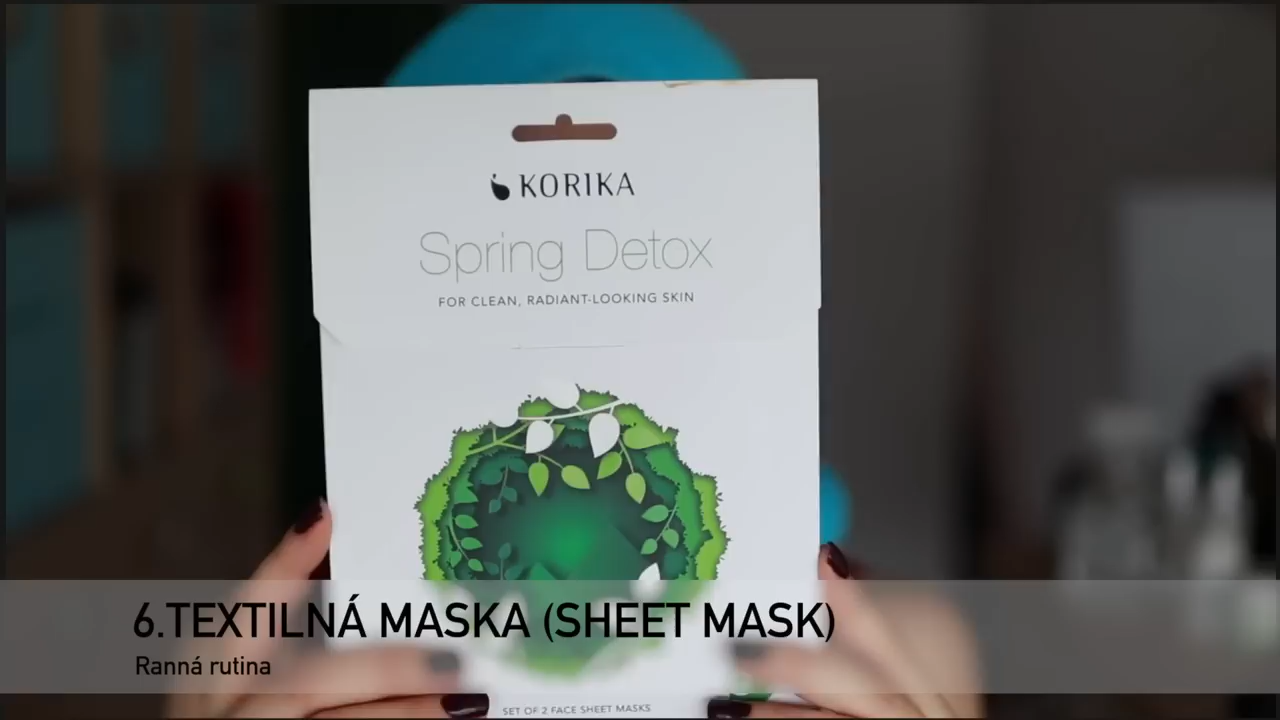 KORIKA
Spring Detox
FOR CLEAN, RADIANT-LOOKING SKIN
6.TEXTILNÁ MASKA (SHEET MASK)
Ranná rutina
SET OF 2 FACE SHEET MASKS